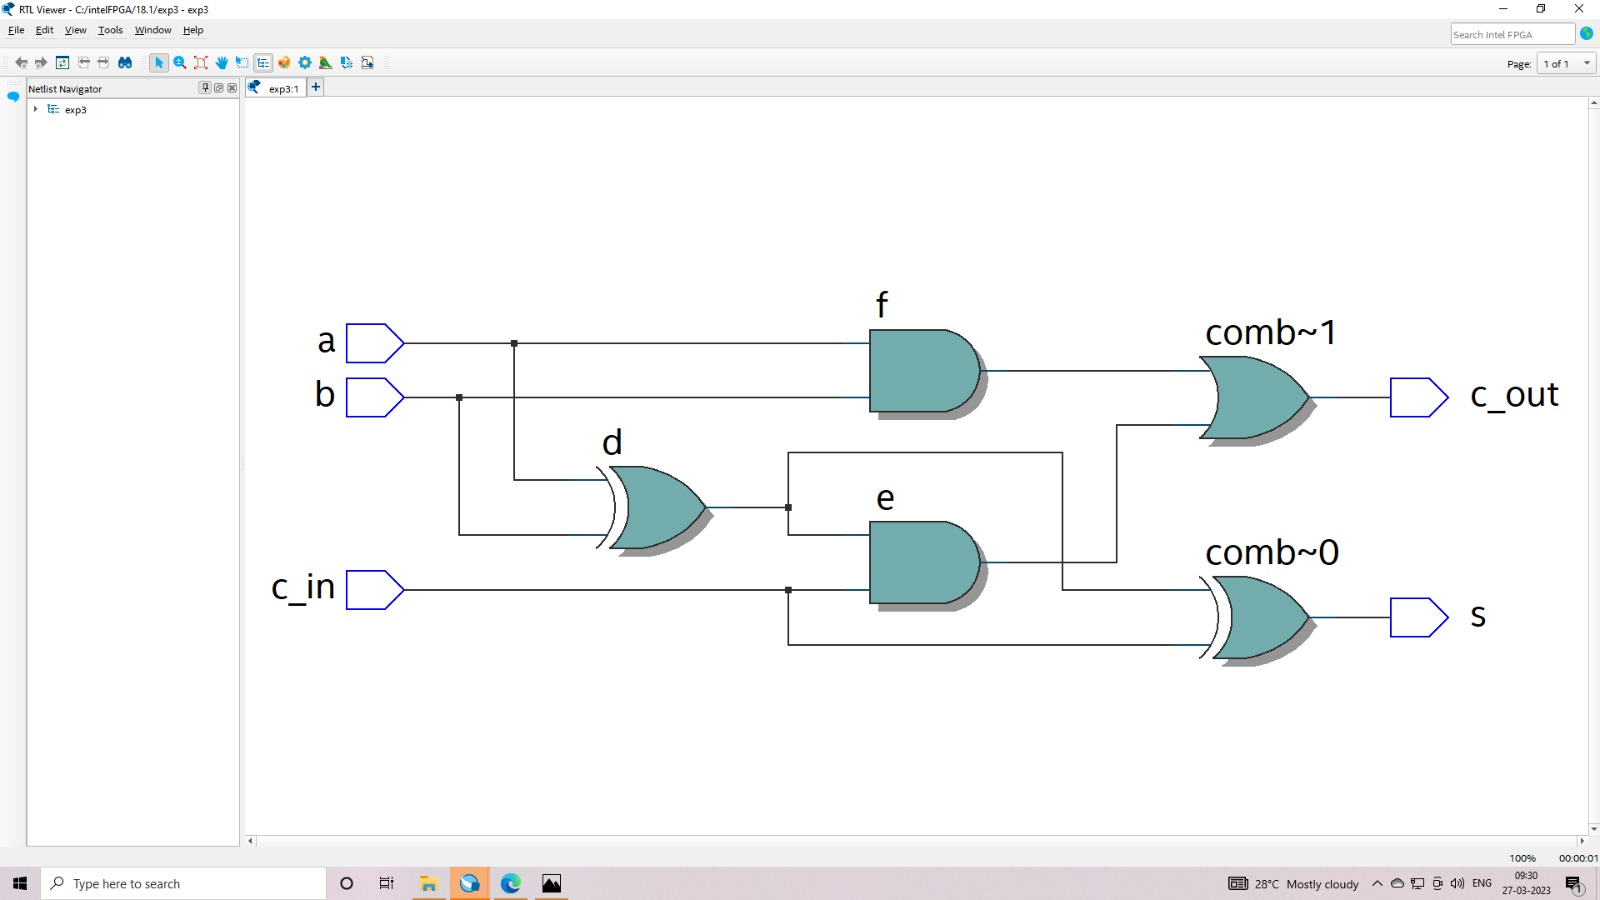 RTL Viewer - C:/intelFPGA/18.1/exp3 - exp3
File Edit View Tools Window Help
Search Intel FPGA
Page: 1 of 1
Netlist Navigator
exp3:1
exp3
f
a
comb~1
b
c_out
d
e
comb~0
c_in
s
100% 00:00:01
Type here to search
28°C Mostly cloudy
ENG
09:30
27-03-2023
1